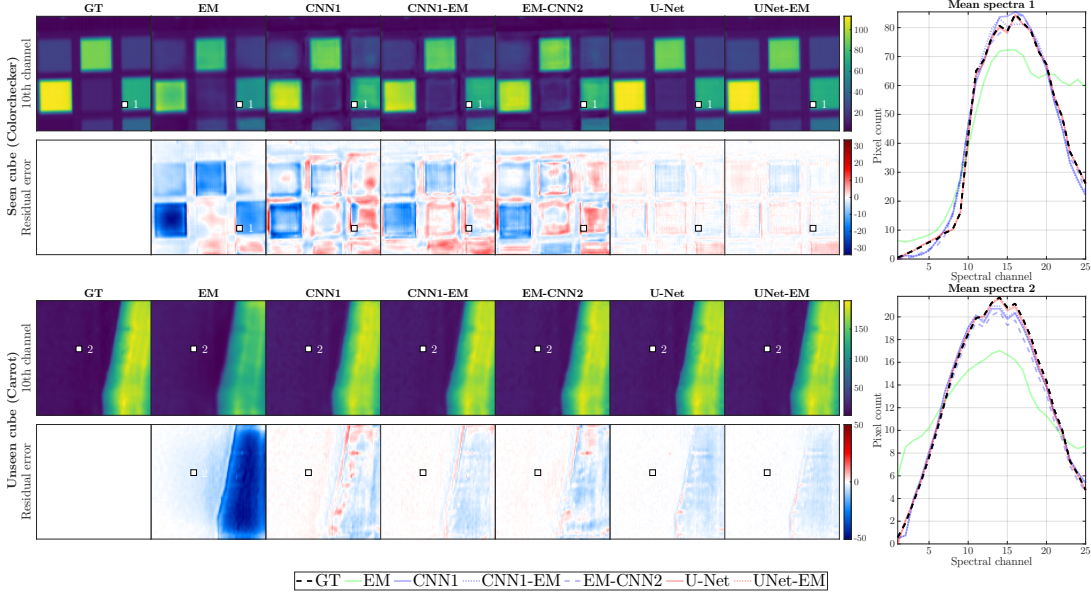 GT EM CNN1 CNN1-EM EM-CNN2 U-Net UNet-EM
Seen cube (Colorchecker)
10th channel
1 1 1 1 1 1 1
100
80
60
40
20
Residual error
1
30
20
10
0
-10
-20
-30
Mean spectra 1
Pixel count
80
70
60
50
40
30
20
10
0
5 10 15 20 25
Spectral channel
GT EM CNN1 CNN1-EM EM-CNN2 U-Net UNet-EM
Unseen cube (Carrot)
10th channel
2 2 2 2 2 2 2
150
100
50
Residual error
50
0
-50
Mean spectra 2
Pixel count
20
18
16
14
12
10
8
6
4
2
0
5 10 15 20 25
Spectral channel
GT EM CNN1 CNN1-EM EM-CNN2 U-Net UNet-EM